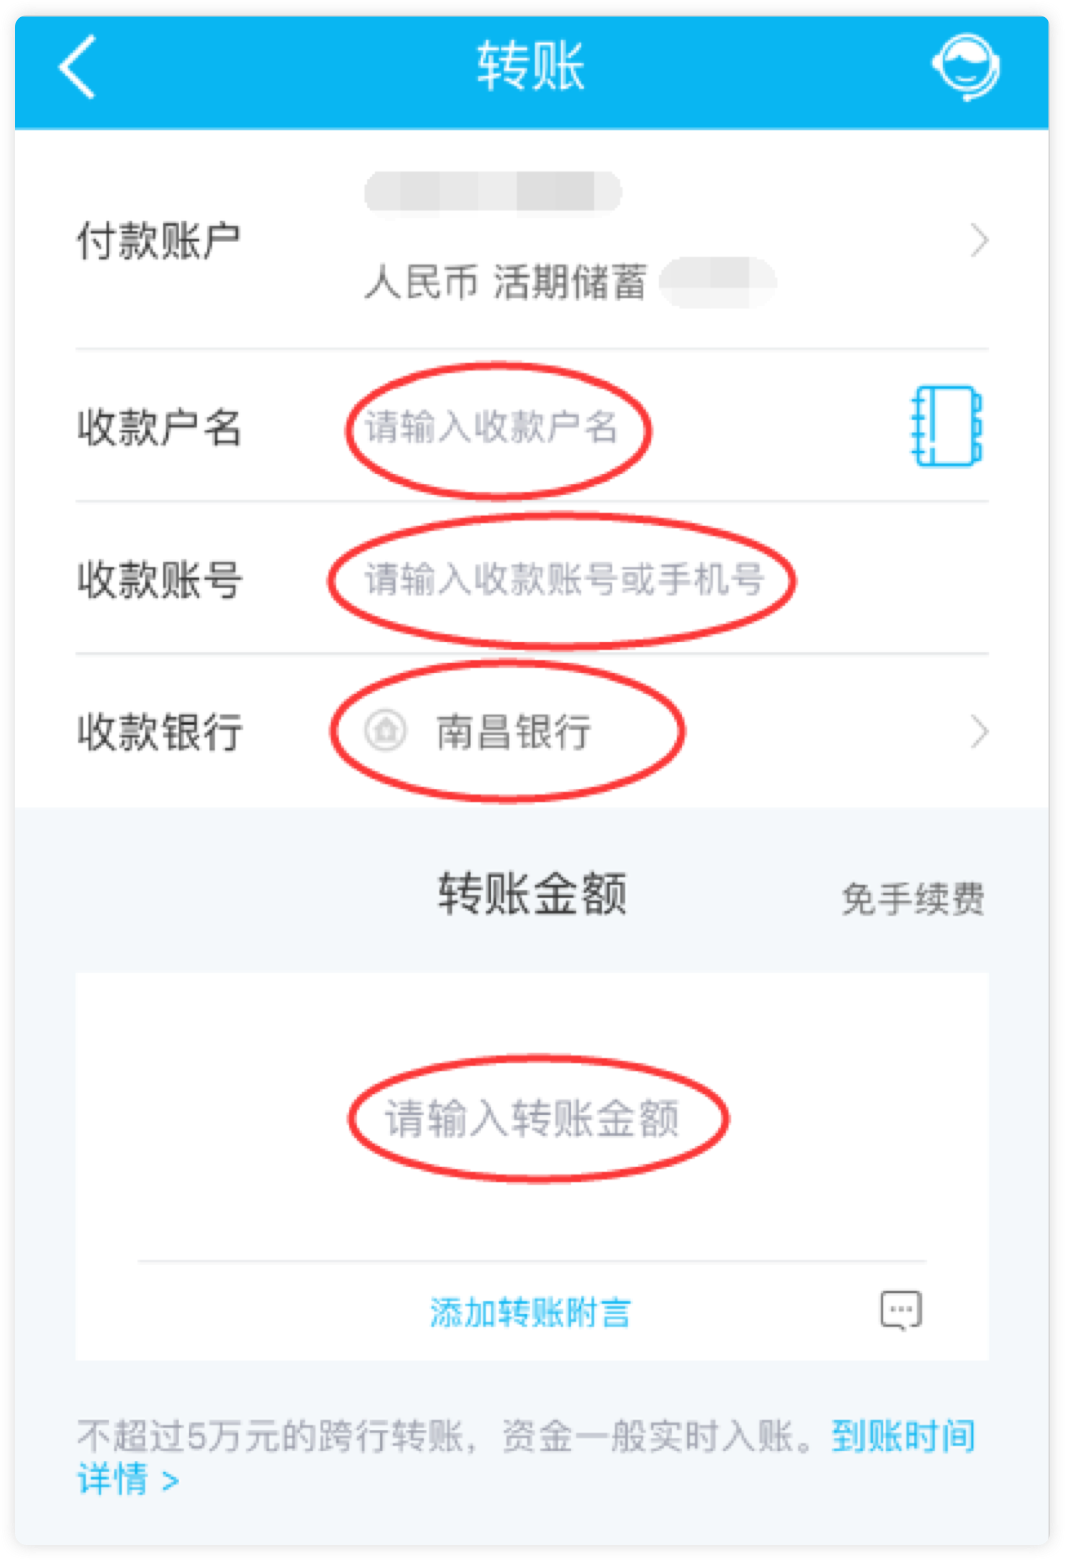 转账
付款账户
人民币 活期储蓄
收款户名 请输入收款户名
收款账号 请输入收款账号或手机号
收款银行 南昌银行
转账金额 免手续费
请输入转账金额
添加转账附言
不超过5万元的跨行转账，资金一般实时入账。到账时间
详情 >